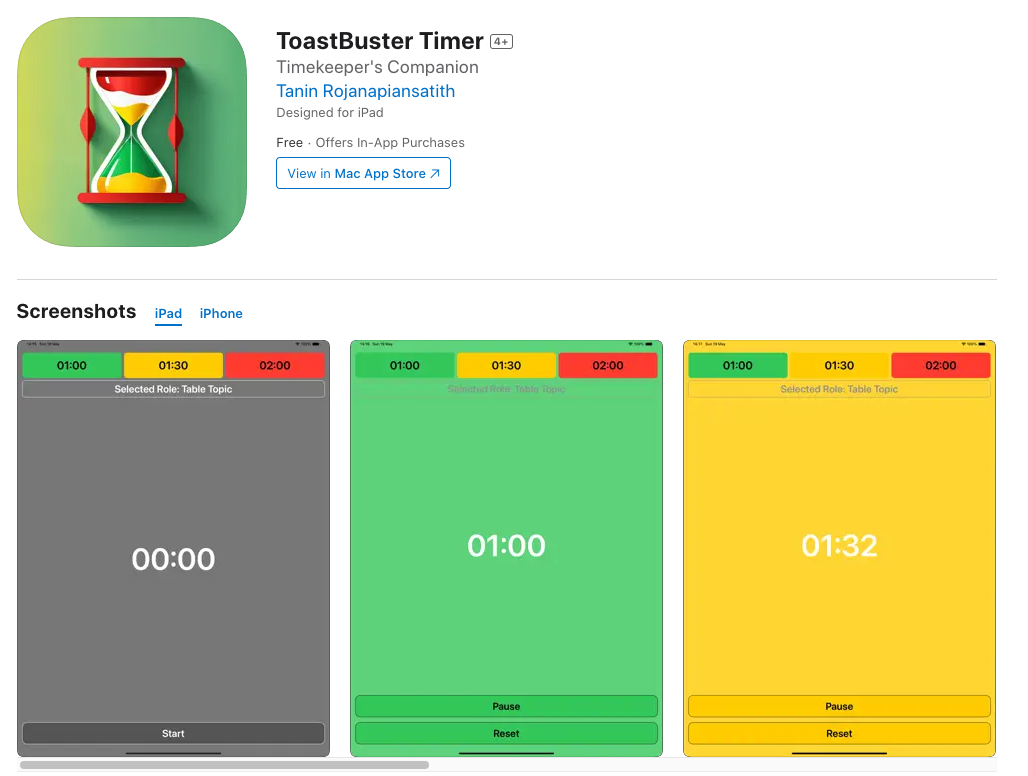 ToastBuster Timer 4+
Timekeeper's Companion
Tanin Rojanapiansatith
Designed for iPad
Free · Offers In-App Purchases
View in Mac App Store ↗
Screenshots iPad iPhone
01:00 01:30 02:00
Selected Role: Table Topic
00:00
Start
01:00 01:30 02:00
Selected Role: Table Topic
01:00
Pause
Reset
01:00 01:30 02:00
Selected Role: Table Topic
01:32
Pause
Reset